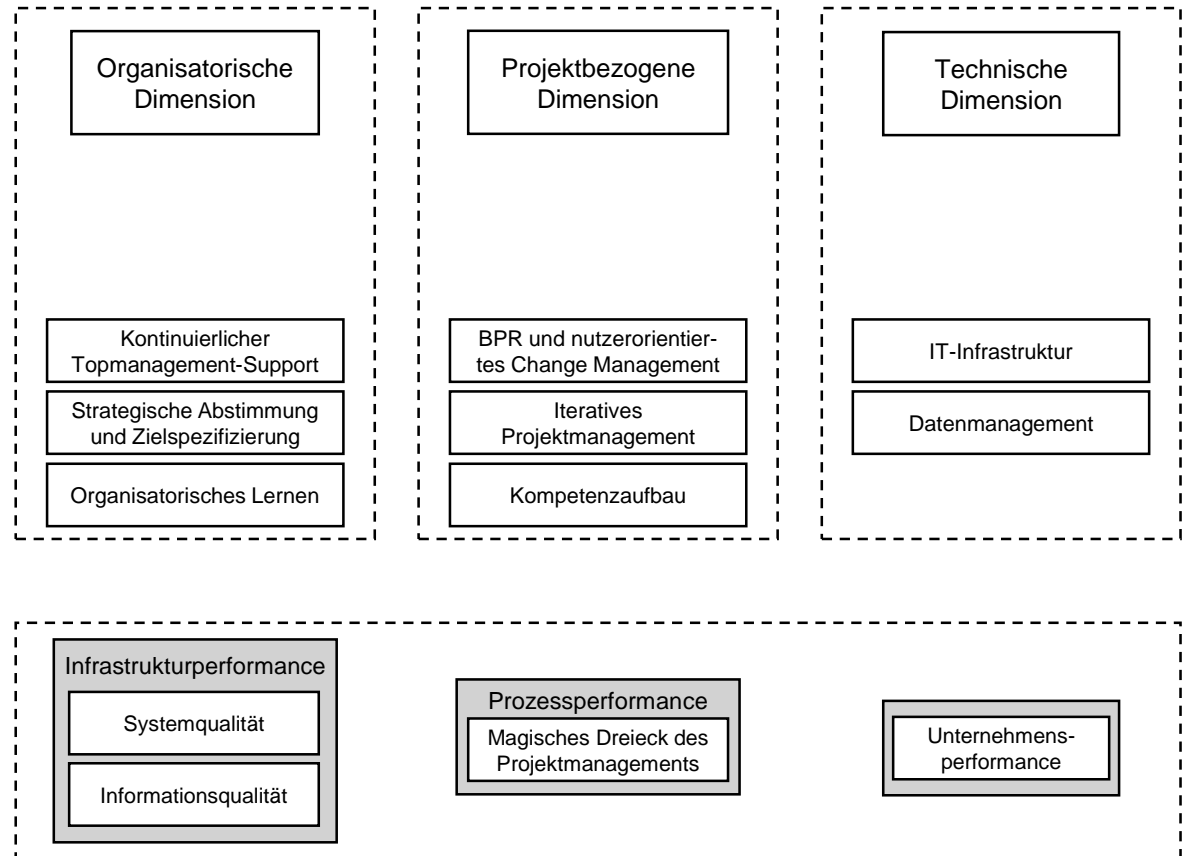 Organisatorische
Dimension
Projektbezogene
Dimension
Technische
Dimension
Kontinuierlicher
Topmanagement-Support
Strategische Abstimmung
und Zielspezifizierung
Organisatorisches Lernen
BPR und nutzerorientier-
tes Change Management
Iteratives
Projektmanagement
Kompetenzaufbau
IT-Infrastruktur
Datenmanagement
Infrastrukturperformance
Systemqualität
Informationsqualität
Prozessperformance
Magisches Dreieck des
Projektmanagements
Unternehmens-
performance